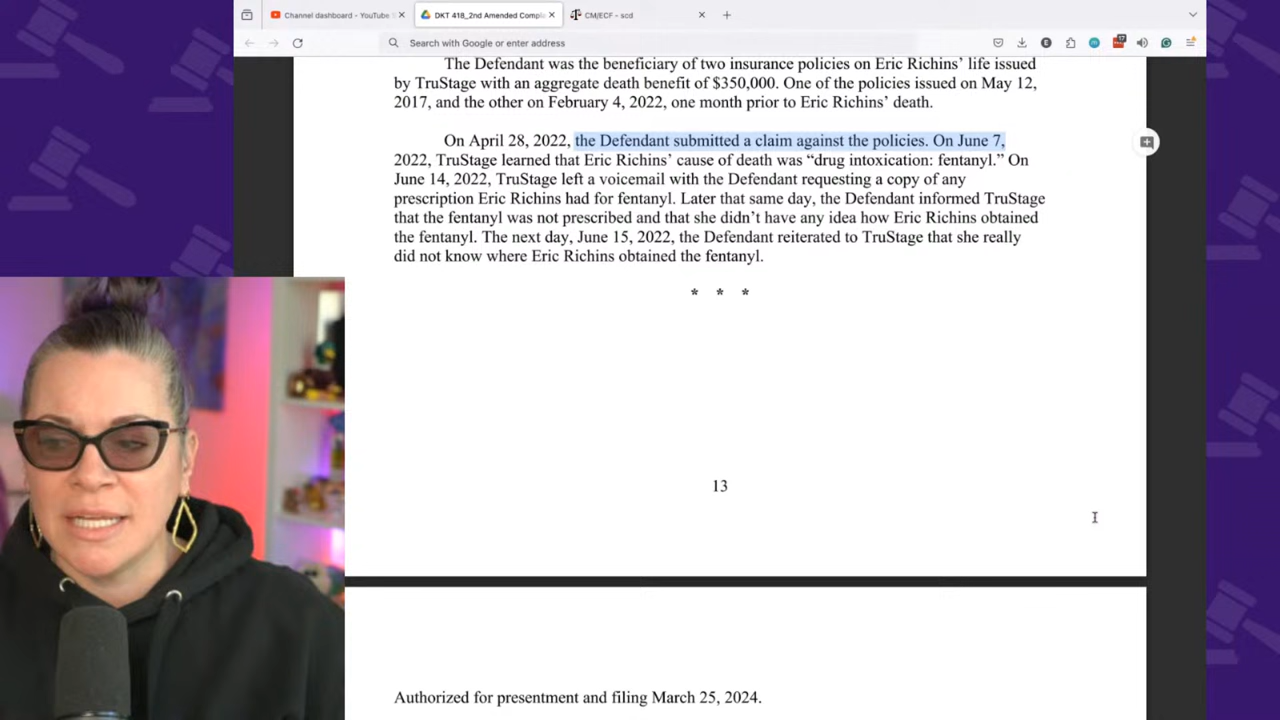 Channel dashboard - YouTube
DKT 418_2nd Amended Compl
CM/ECF - scd
Search with Google or enter address
17
The Defendant was the beneficiary of two insurance policies on Eric Richins' life issued
by TruStage with an aggregate death benefit of $350,000. One of the policies issued on May 12,
2017, and the other on February 4, 2022, one month prior to Eric Richins' death.
On April 28, 2022, the Defendant submitted a claim against the policies. On June 7,
2022, TruStage learned that Eric Richins' cause of death was “drug intoxication: fentanyl.” On
June 14, 2022, TruStage left a voicemail with the Defendant requesting a copy of any
prescription Eric Richins had for fentanyl. Later that same day, the Defendant informed TruStage
that the fentanyl was not prescribed and that she didn't have any idea how Eric Richins obtained
the fentanyl. The next day, June 15, 2022, the Defendant reiterated to TruStage that she really
did not know where Eric Richins obtained the fentanyl.
* * *
13
Authorized for presentment and filing March 25, 2024.